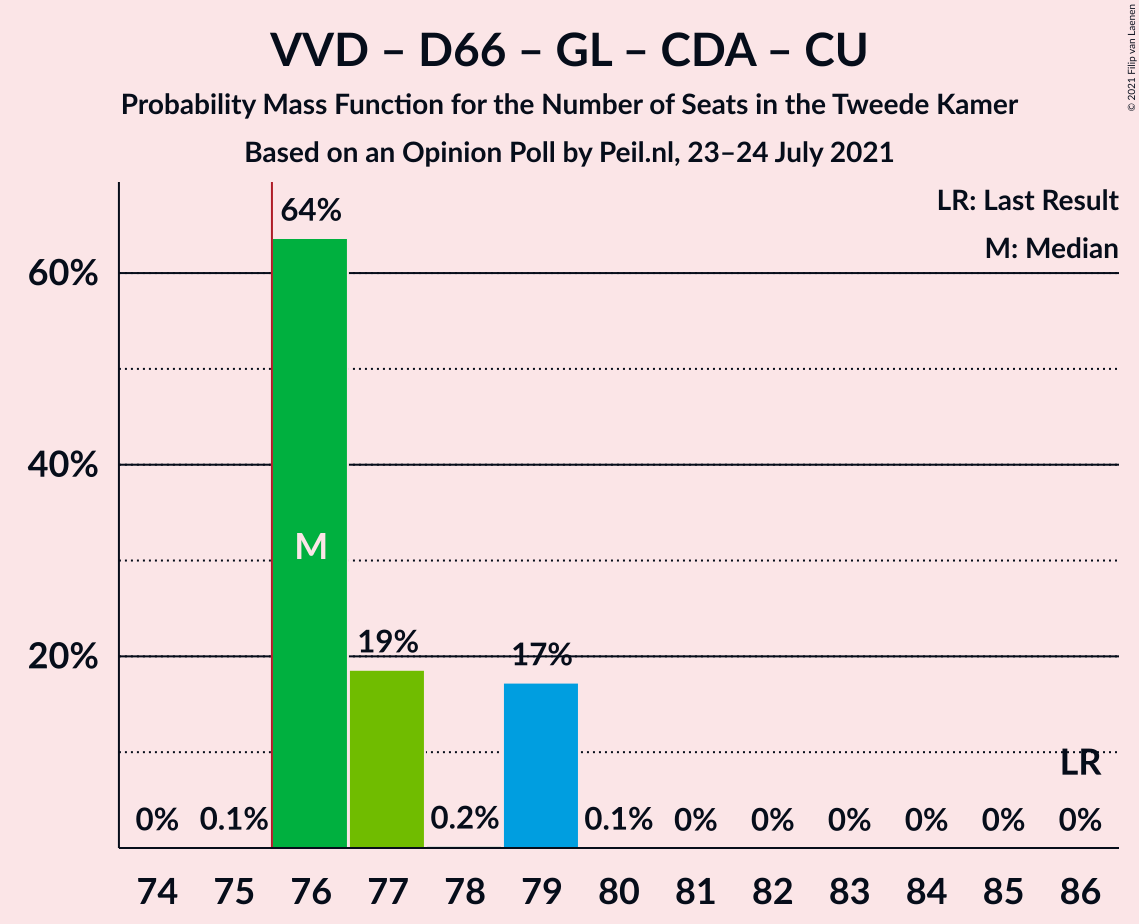 VVD – D66 – GL – CDA – CU
Probability Mass Function for the Number of Seats in the Tweede Kamer
Based on an Opinion Poll by Peil.nl, 23–24 July 2021
© 2021 Filip van Laenen
LR: Last Result
M: Median
64%
60%
40%
M
19%
17%
20%
LR
0% 0.1% 0.2% 0.1% 0% 0% 0% 0% 0% 0%
74 75 76 77 78 79 80 81 82 83 84 85 86